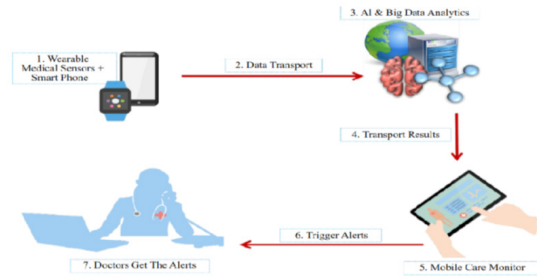 1. Wearable
Medical Sensors +
Smart Phone
2. Data Transport
3. AI & Big Data Analytics
4. Transport Results
5. Mobile Care Monitor
6. Trigger Alerts
7. Doctors Get The Alerts